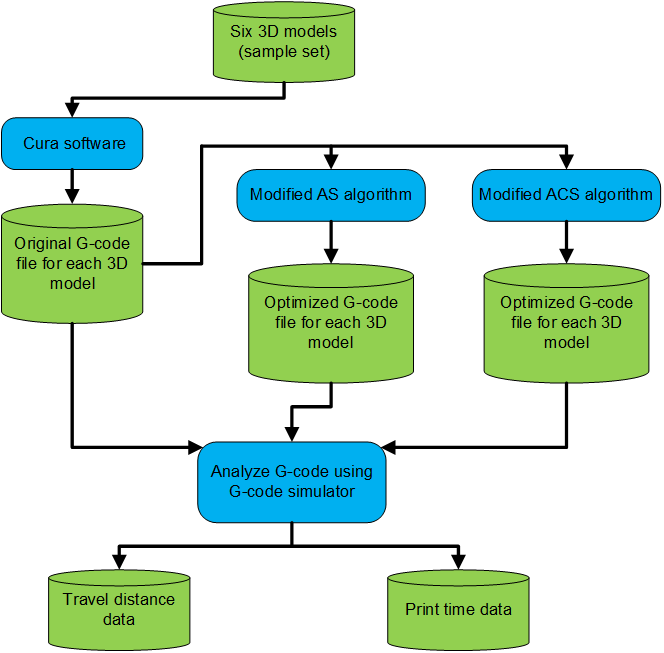 Six 3D models
(sample set)
Cura software
Modified AS algorithm
Modified ACS algorithm
Original G-code
file for each 3D
model
Optimized G-code
file for each 3D
model
Optimized G-code
file for each 3D
model
Analyze G-code using
G-code simulator
Travel distance
data
Print time data